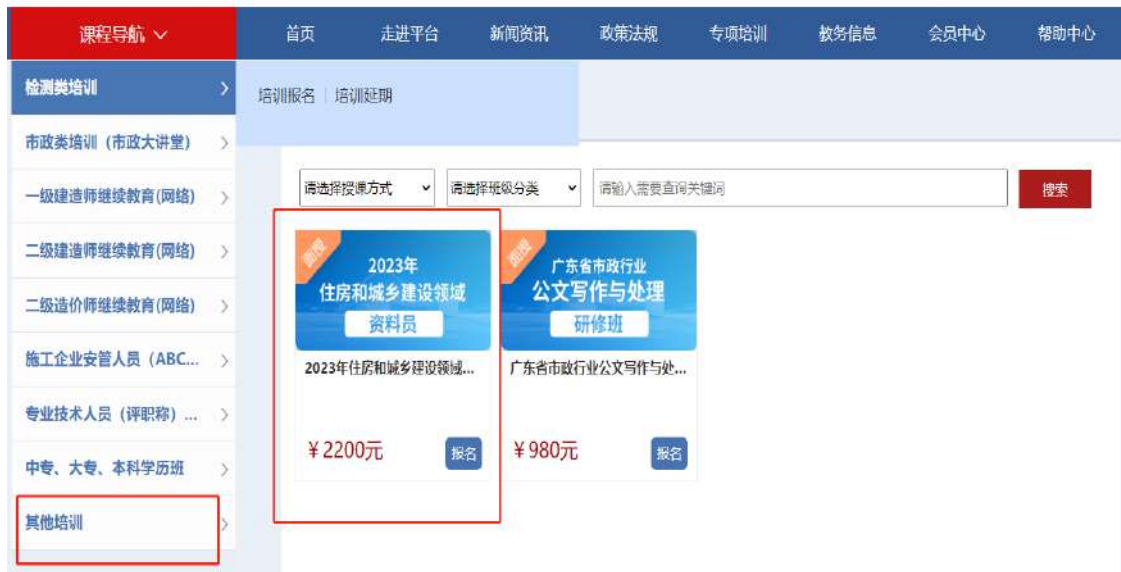 课程导航
首页
走进平台
新闻资讯
政策法规
专项培训
教务信息
会员中心
帮助中心
检测类培训
市政类培训（市政大讲堂）
一级建造师继续教育(网络)
二级建造师继续教育(网络)
二级造价师继续教育(网络)
施工企业安管人员（ABC...
专业技术人员（评职称）...
中专、大专、本科学历班
其他培训
培训报名 | 培训延期
请选择授课方式
请选择班级分类
请输入需要查询关键词
搜索
面授
2023年
住房和城乡建设领域
资料员
2023年住房和城乡建设领域...
￥2200元
报名
面授
广东省市政行业
公文写作与处理
研修班
广东省市政行业公文写作与处...
￥980元
报名